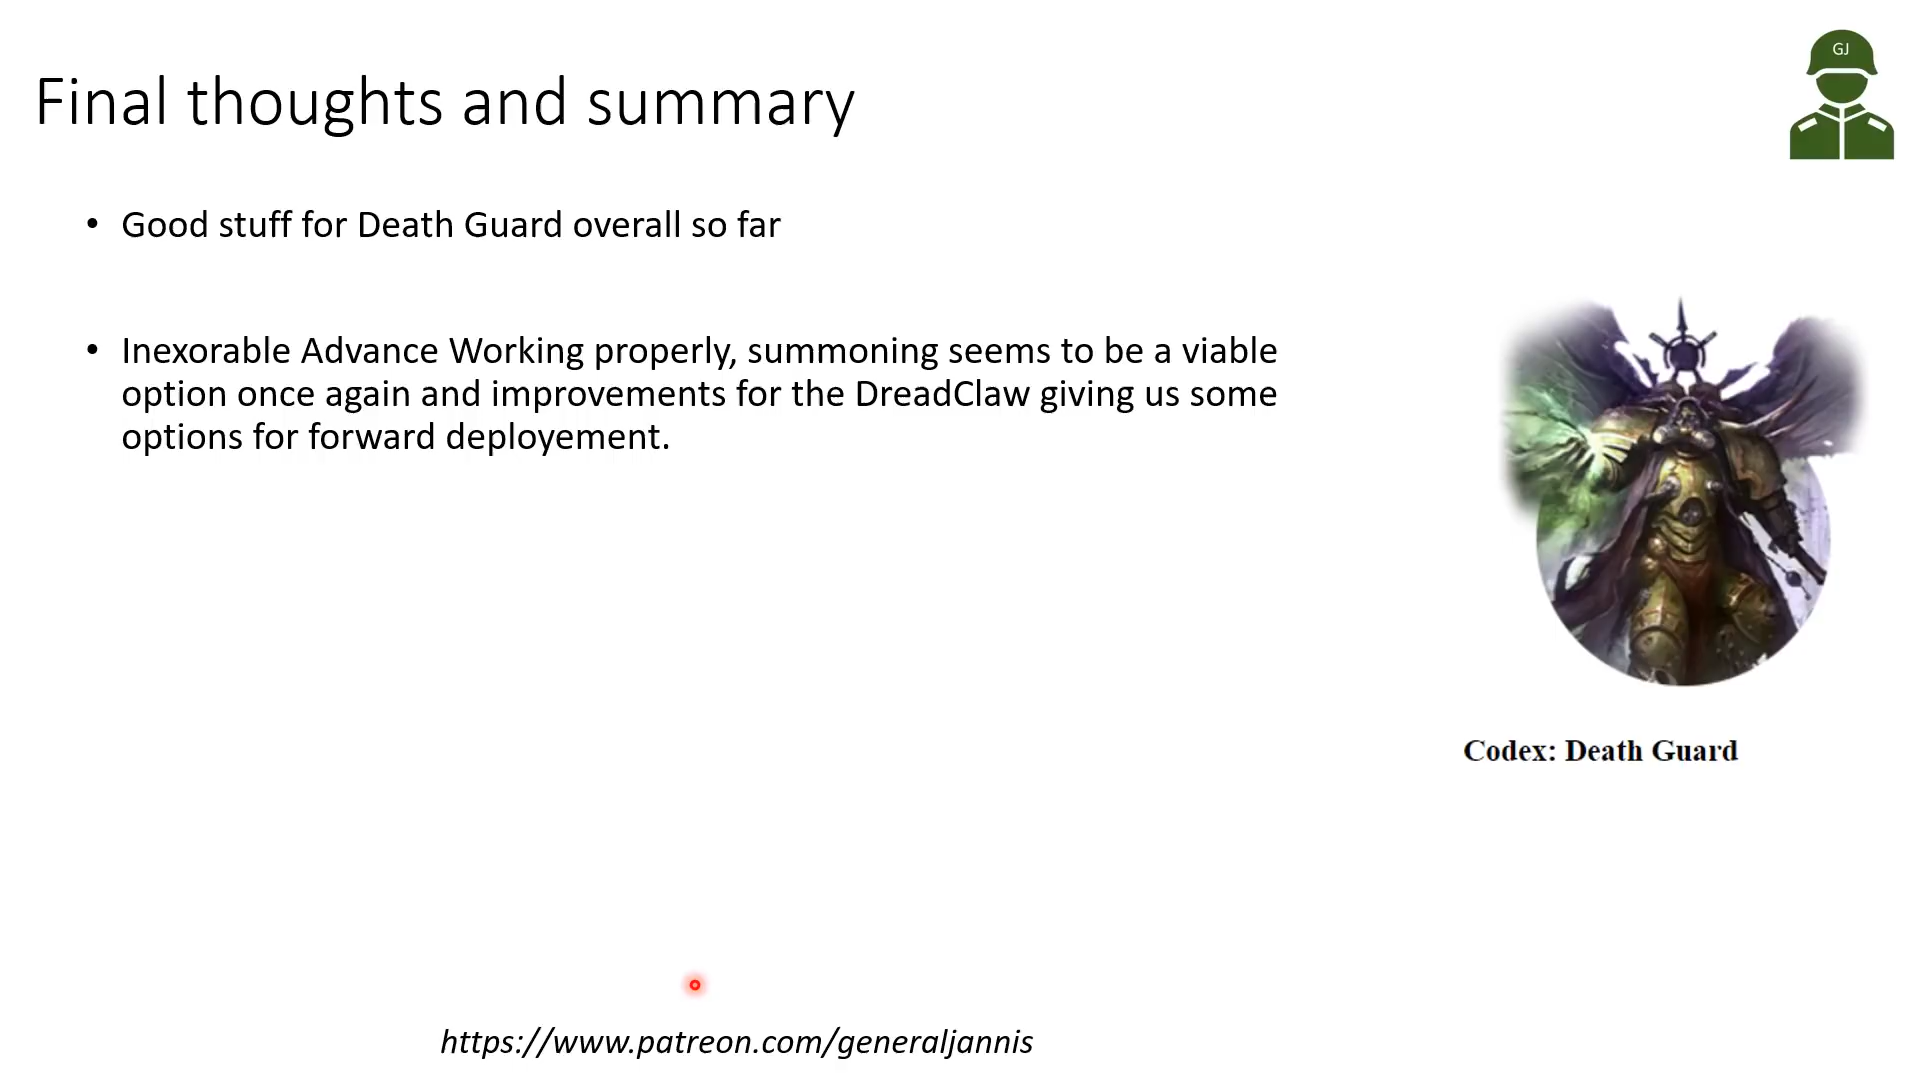 GJ
Final thoughts and summary
• Good stuff for Death Guard overall so far
• Inexorable Advance Working properly, summoning seems to be a viable
option once again and improvements for the DreadClaw giving us some
options for forward deployement.
Codex: Death Guard
https://www.patreon.com/generaljannis